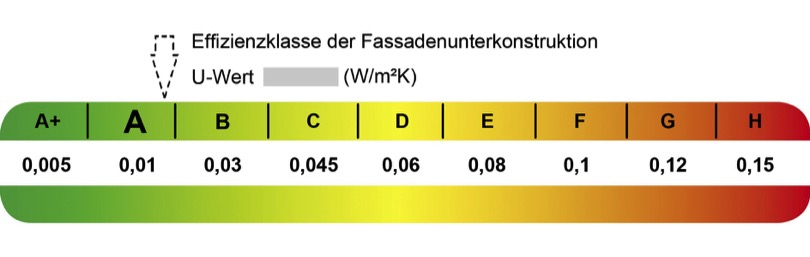 Effizienzklasse der Fassadenunterkonstruktion
U-Wert (W/m²K)
A+ A B C D E F G H
0,005 0,01 0,03 0,045 0,06 0,08 0,1 0,12 0,15